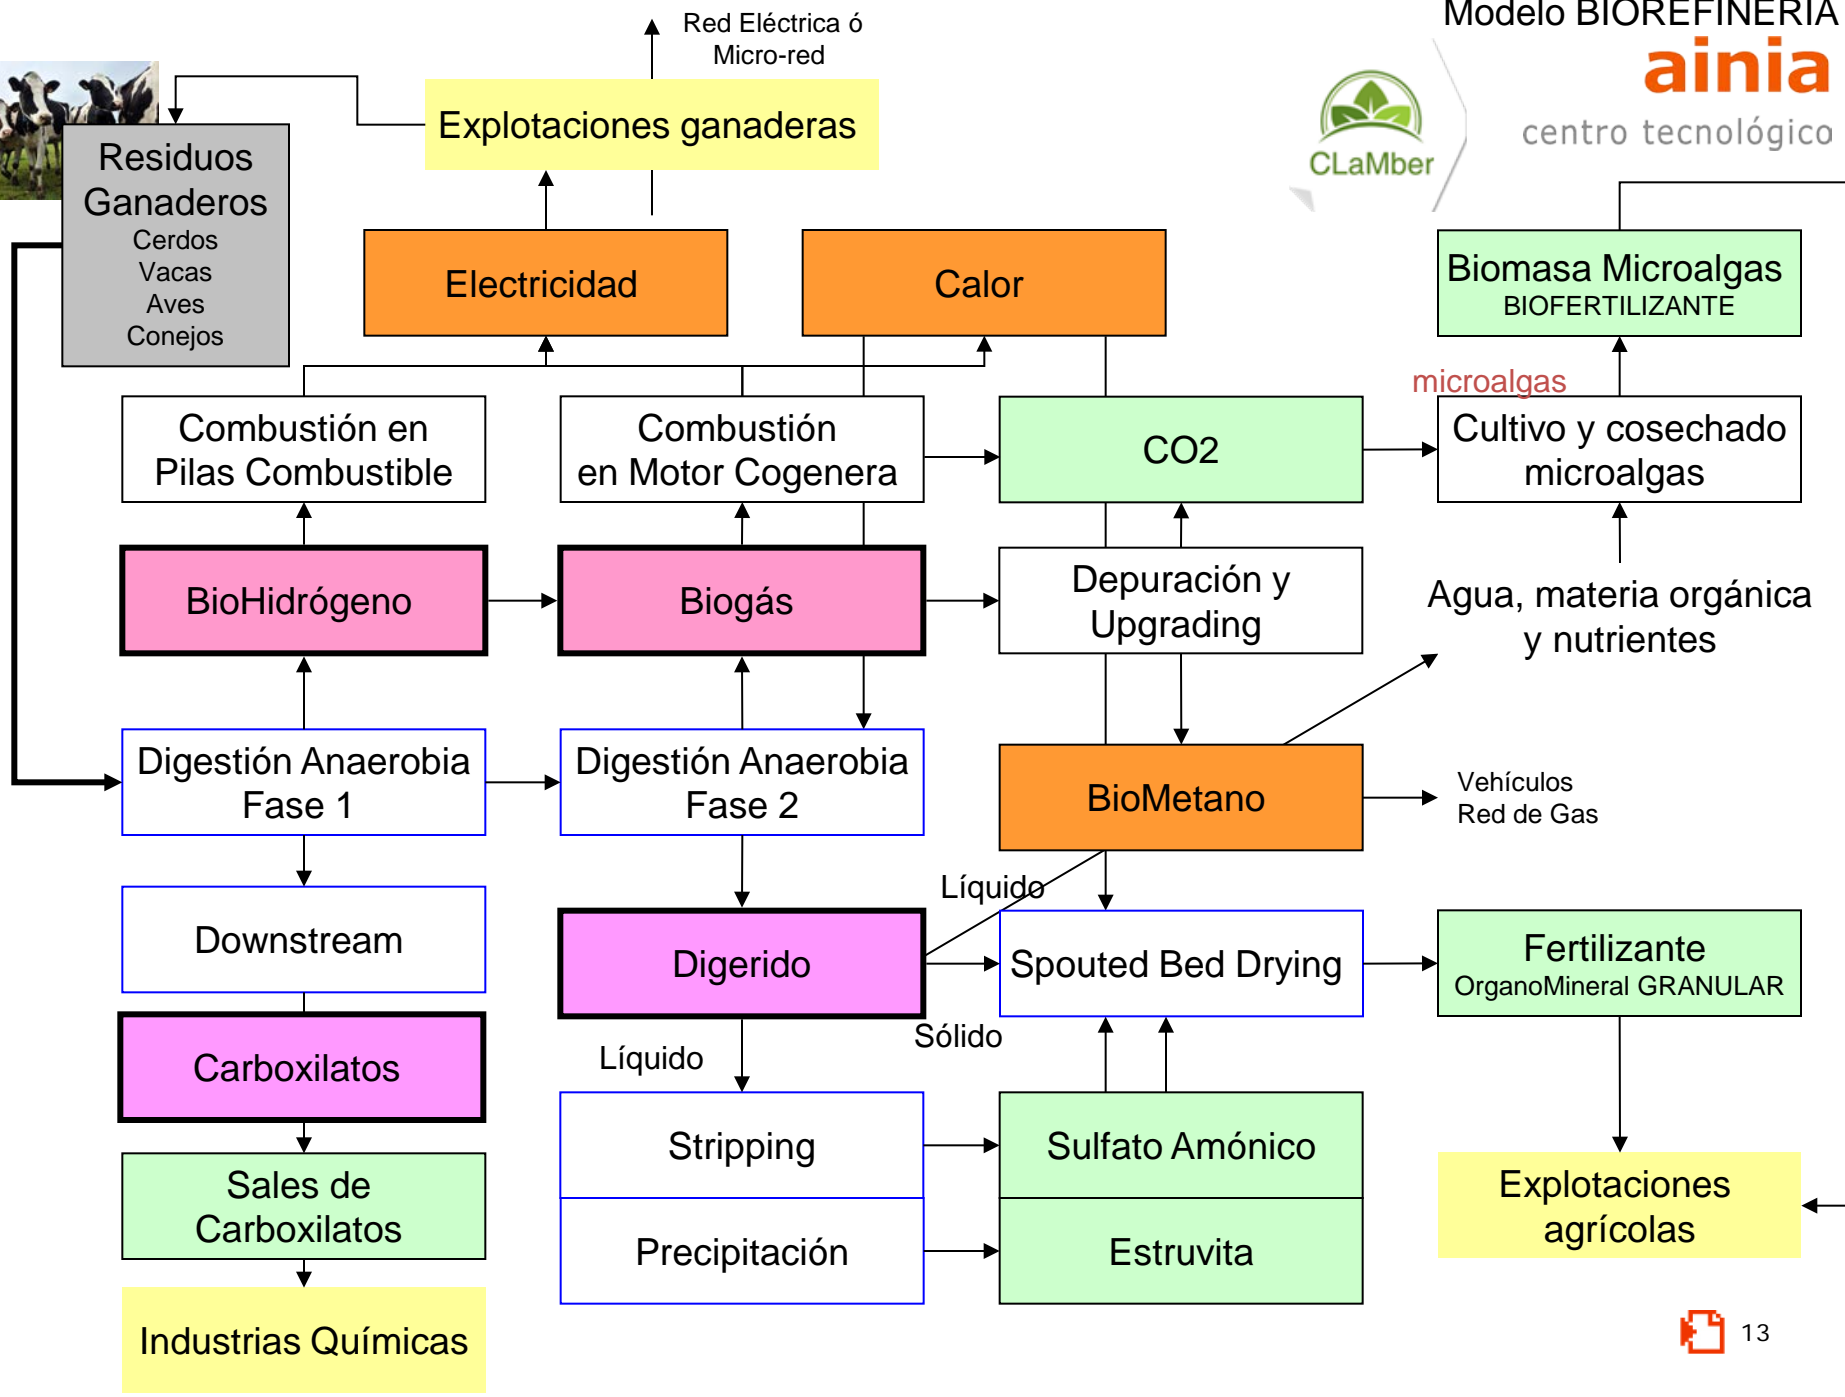 Modelo BIOREFINERIA
ainia
centro tecnológico
CLaMber
Red Eléctrica ó
Micro-red
Explotaciones ganaderas
Residuos
Ganaderos
Cerdos
Vacas
Aves
Conejos
Electricidad
Calor
Biomasa Microalgas
BIOFERTILIZANTE
microalgas
Combustión en
Pilas Combustible
Combustión
en Motor Cogenera
CO2
Cultivo y cosechado
microalgas
BioHidrógeno
Biogás
Depuración y
Upgrading
Agua, materia orgánica
y nutrientes
Digestión Anaerobia
Fase 1
Digestión Anaerobia
Fase 2
BioMetano
Vehículos
Red de Gas
Líquido
Downstream
Digerido
Spouted Bed Drying
Fertilizante
OrganoMineral GRANULAR
Sólido
Líquido
Carboxilatos
Stripping
Sulfato Amónico
Explotaciones
agrícolas
Sales de
Carboxilatos
Precipitación
Estruvita
Industrias Químicas
13